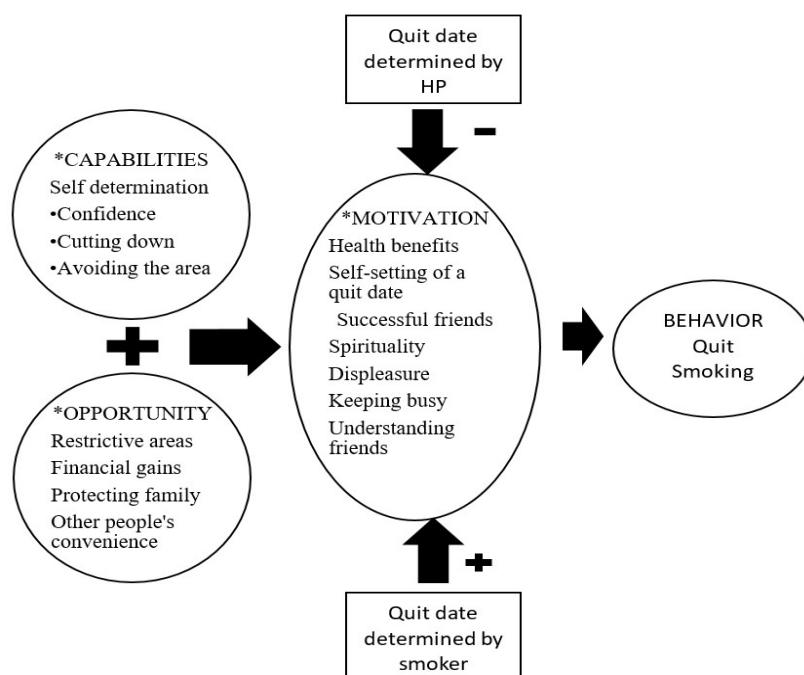 Quit date
determined by
HP
-
*CAPABILITIES
Self determination
•Confidence
•Cutting down
•Avoiding the area
+
*OPPORTUNITY
Restrictive areas
Financial gains
Protecting family
Other people's
convenience
*MOTIVATION
Health benefits
Self-setting of a
quit date
Successful friends
Spirituality
Displeasure
Keeping busy
Understanding
friends
BEHAVIOR
Quit
Smoking
+
Quit date
determined by
smoker